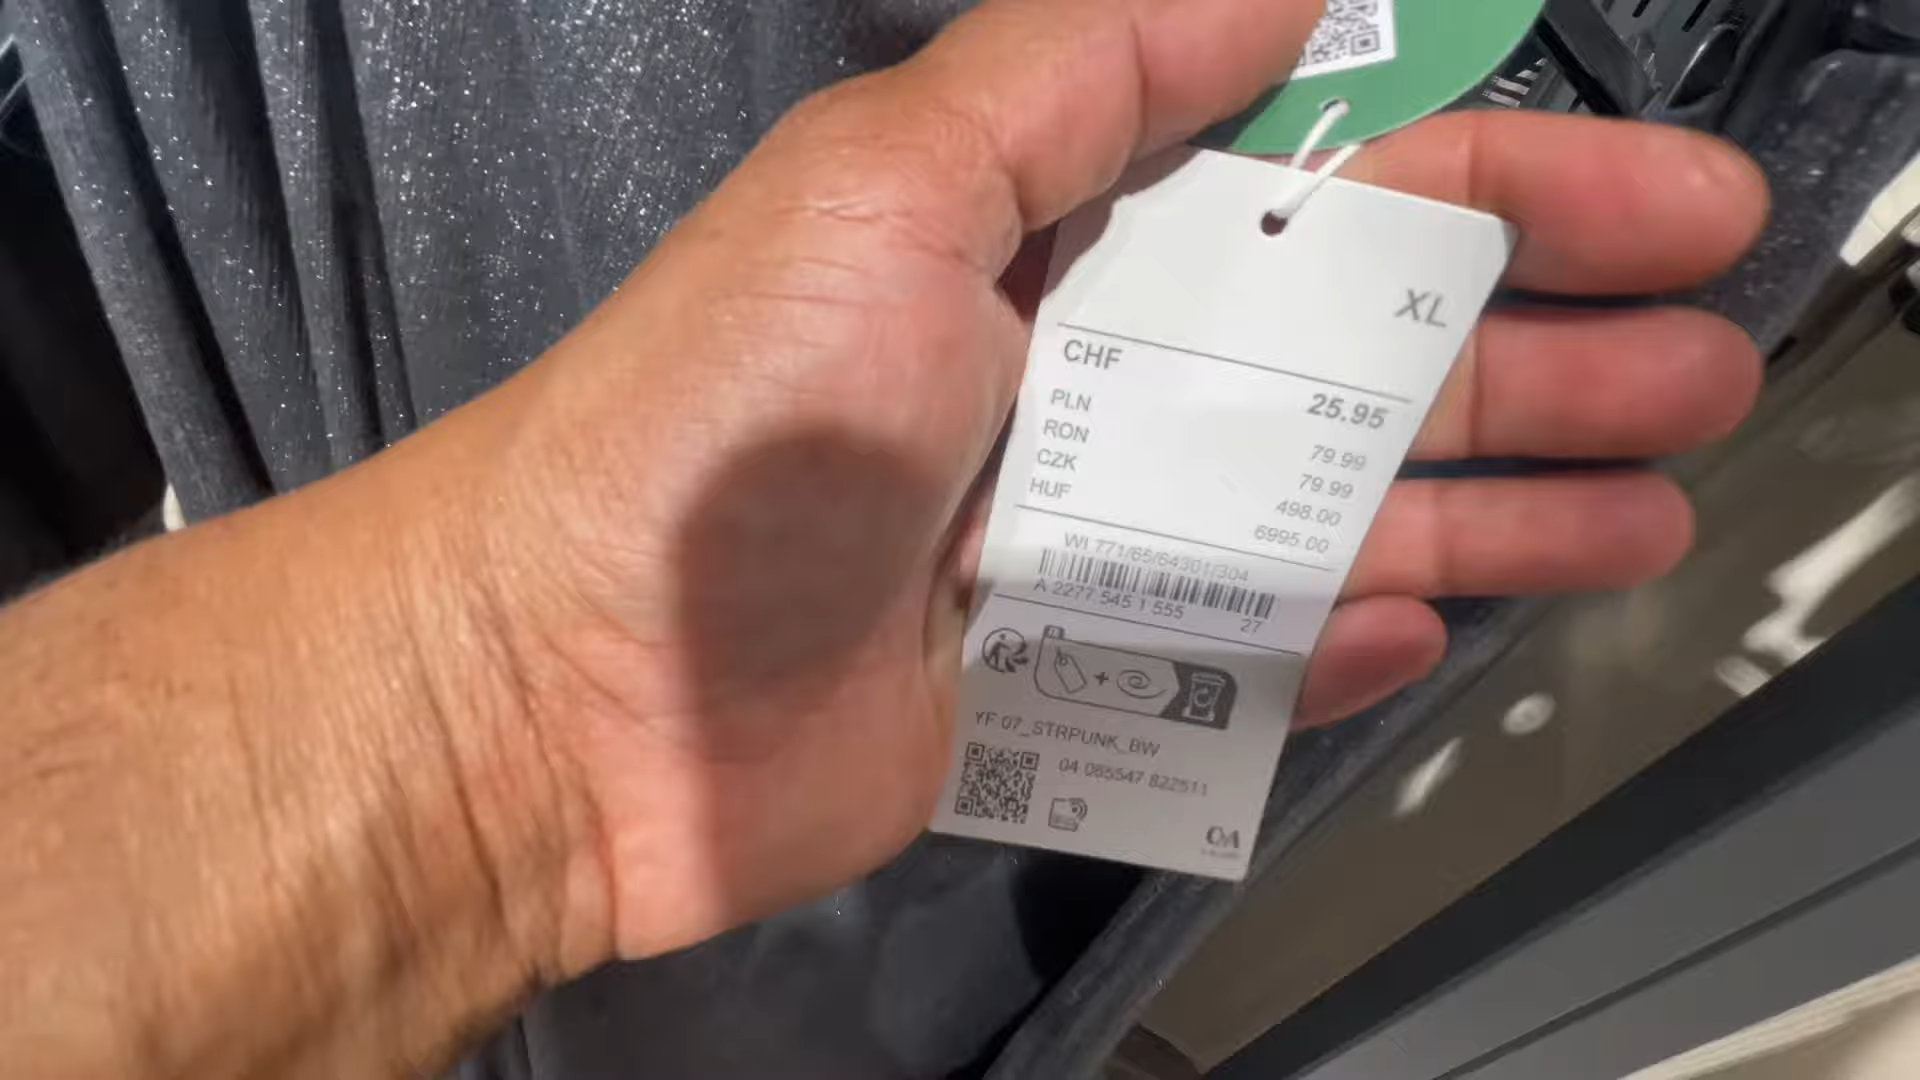 XL
CHF 25.95
PLN 79.99
RON 79.99
CZK 498.00
HUF 6995.00
WI 771/65/64301/304
A 2277 545 1 555 27
YF 07_STRPUNK_BW
04 065547 822511
C&A